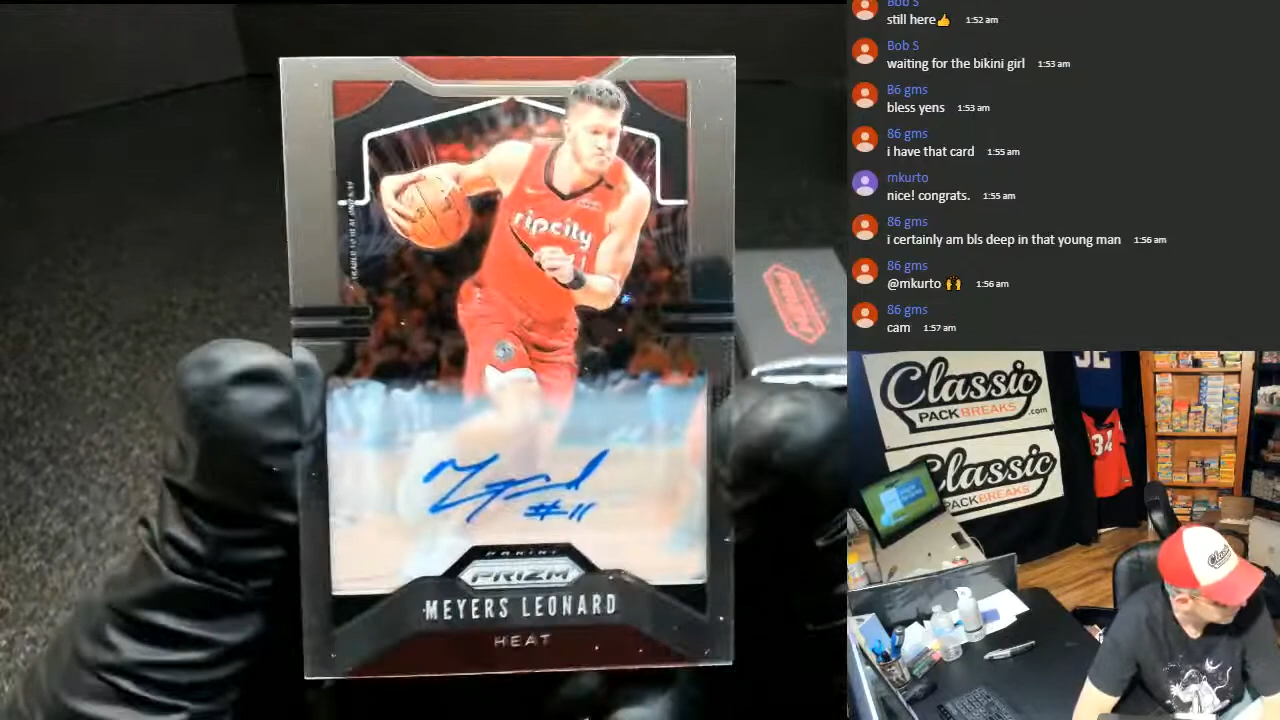 ripcity
#11
PANINI
PRIZM
MEYERS LEONARD
HEAT
Bob S
still here👍 1:52 am
Bob S
waiting for the bikini girl 1:53 am
86 gms
bless yens 1:53 am
86 gms
i have that card 1:55 am
mkurto
nice! congrats. 1:55 am
86 gms
i certainly am bls deep in that young man 1:56 am
86 gms
@mkurto 🙌 1:56 am
86 gms
cam 1:57 am
Classic
PACKBREAKS.com
Classic
PACKBREAKS
34
Classic